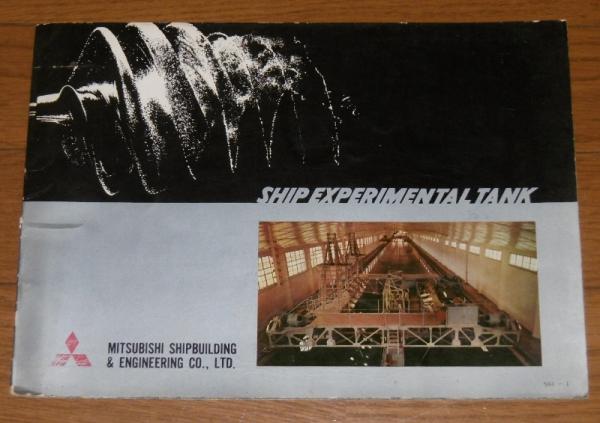 SHIP EXPERIMENTAL TANK
MITSUBISHI SHIPBUILDING
& ENGINEERING CO., LTD.